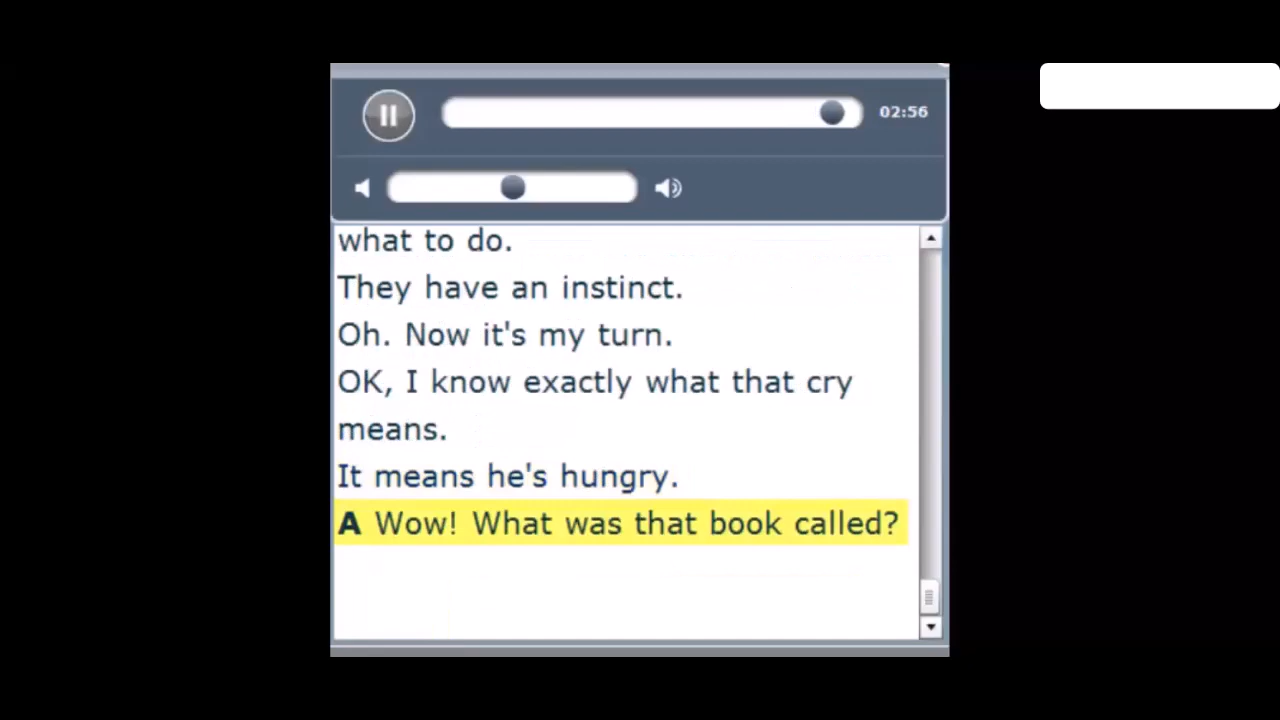 02:56
what to do.
They have an instinct.
Oh. Now it's my turn.
OK, I know exactly what that cry
means.
It means he's hungry.
A Wow! What was that book called?